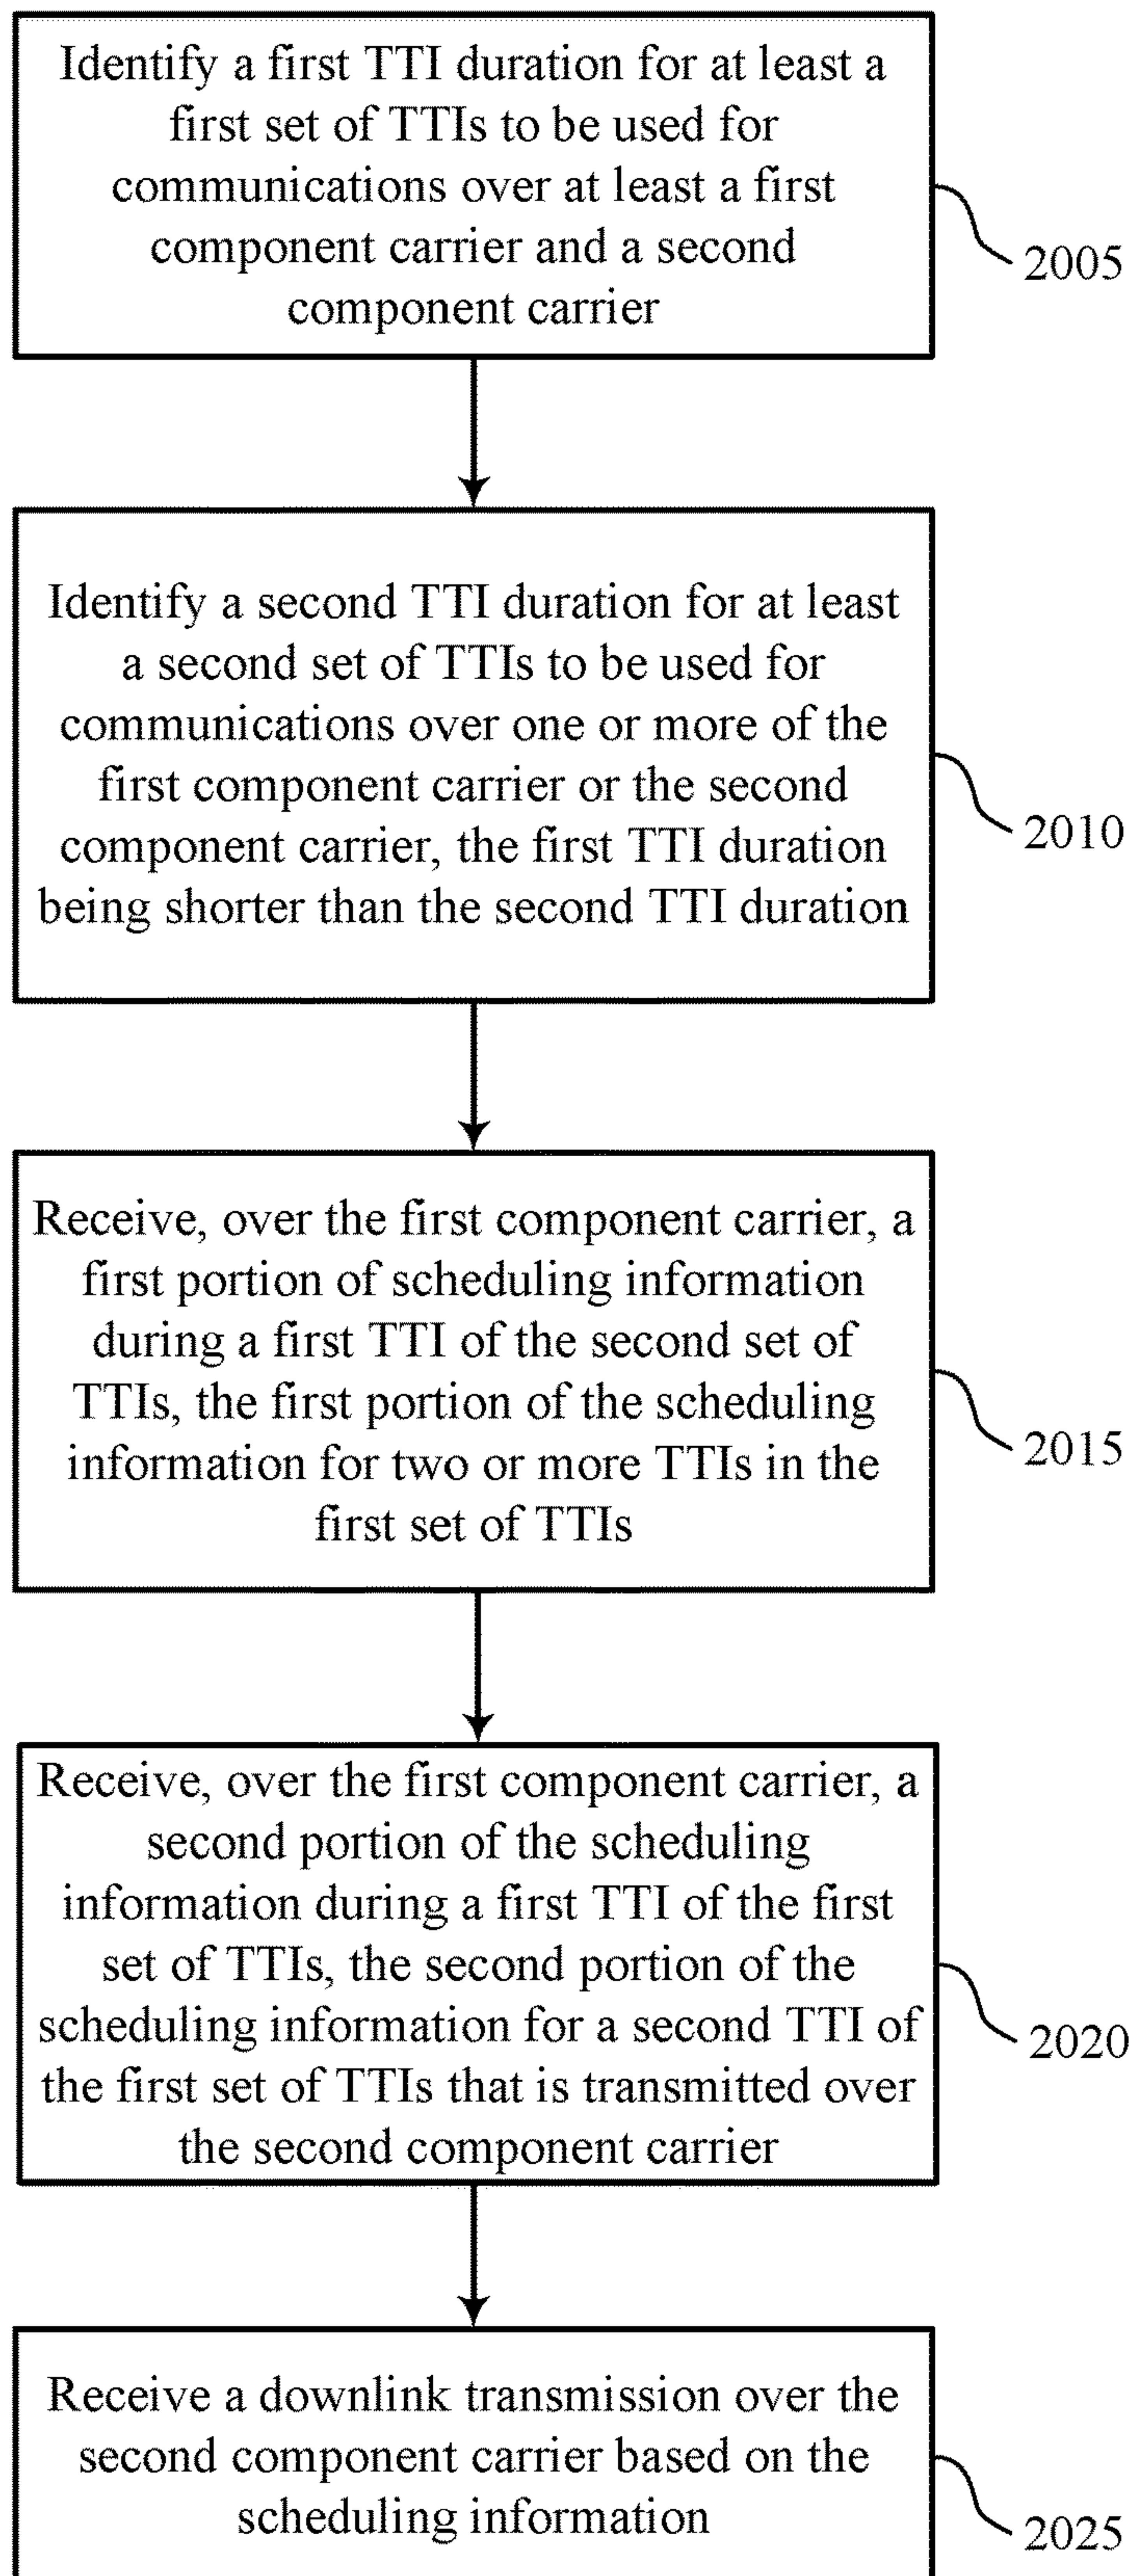 Identify a first TTI duration for at least a
first set of TTIs to be used for
communications over at least a first
component carrier and a second
component carrier
2005
Identify a second TTI duration for at least
a second set of TTIs to be used for
communications over one or more of the
first component carrier or the second
component carrier, the first TTI duration
being shorter than the second TTI duration
2010
Receive, over the first component carrier, a
first portion of scheduling information
during a first TTI of the second set of
TTIs, the first portion of the scheduling
information for two or more TTIs in the
first set of TTIs
2015
Receive, over the first component carrier, a
second portion of the scheduling
information during a first TTI of the first
set of TTIs, the second portion of the
scheduling information for a second TTI of
the first set of TTIs that is transmitted over
the second component carrier
2020
Receive a downlink transmission over the
second component carrier based on the
scheduling information
2025